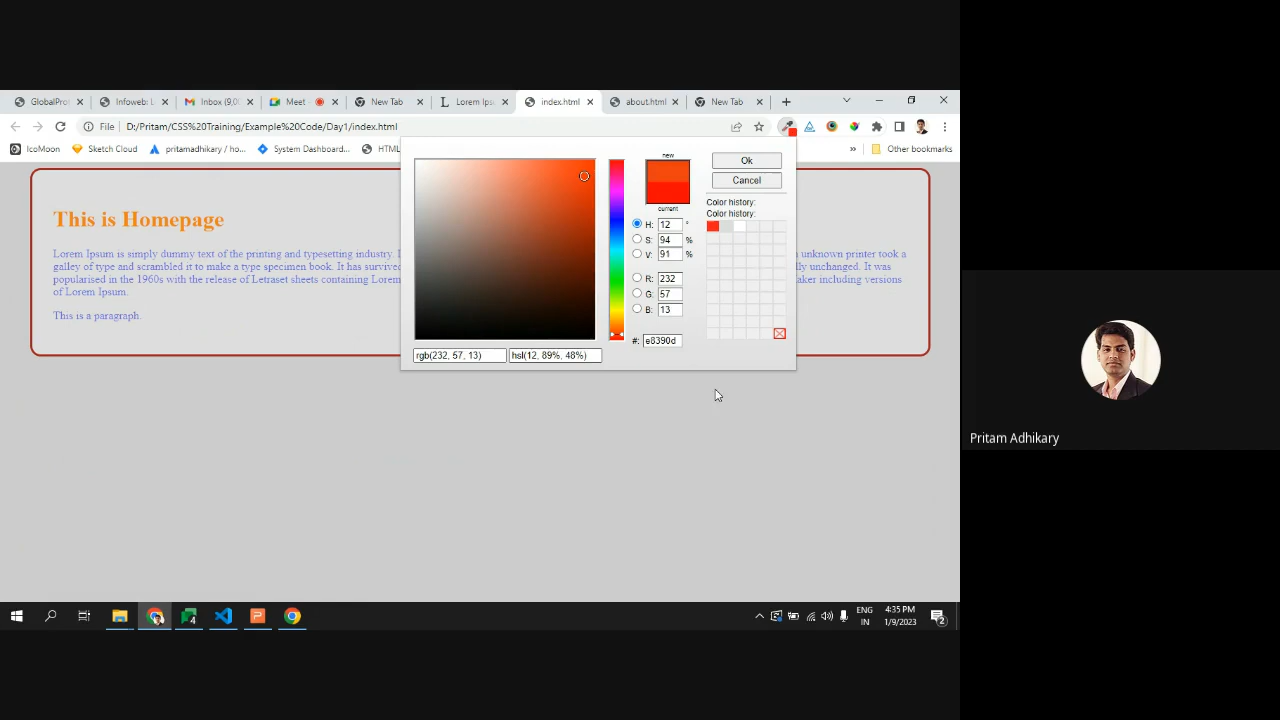 GlobalPro
Infoweb: L
Inbox (9,0
Meet
New Tab
Lorem Ips
index.html
about.html
New Tab
File
D:/Pritam/CSS%20Training/Example%20Code/Day1/index.html
IcoMoon
Sketch Cloud
pritamadhikary / ho...
System Dashboard...
HTML
»
Other bookmarks
This is Homepage
Lorem Ipsum is simply dummy text of the printing and typesetting industry. L
unknown printer took a
galley of type and scrambled it to make a type specimen book. It has survived
lly unchanged. It was
popularised in the 1960s with the release of Letraset sheets containing Lorem
aker including versions
of Lorem Ipsum.
This is a paragraph.
new
current
Ok
Cancel
Color history:
Color history:
H: 12 °
S: 94 %
V: 91 %
R: 232
G: 57
B: 13
#: e8390d
rgb(232, 57, 13)
hsl(12, 89%, 48%)
Pritam Adhikary
4
ENG
IN
4:35 PM
1/9/2023
2